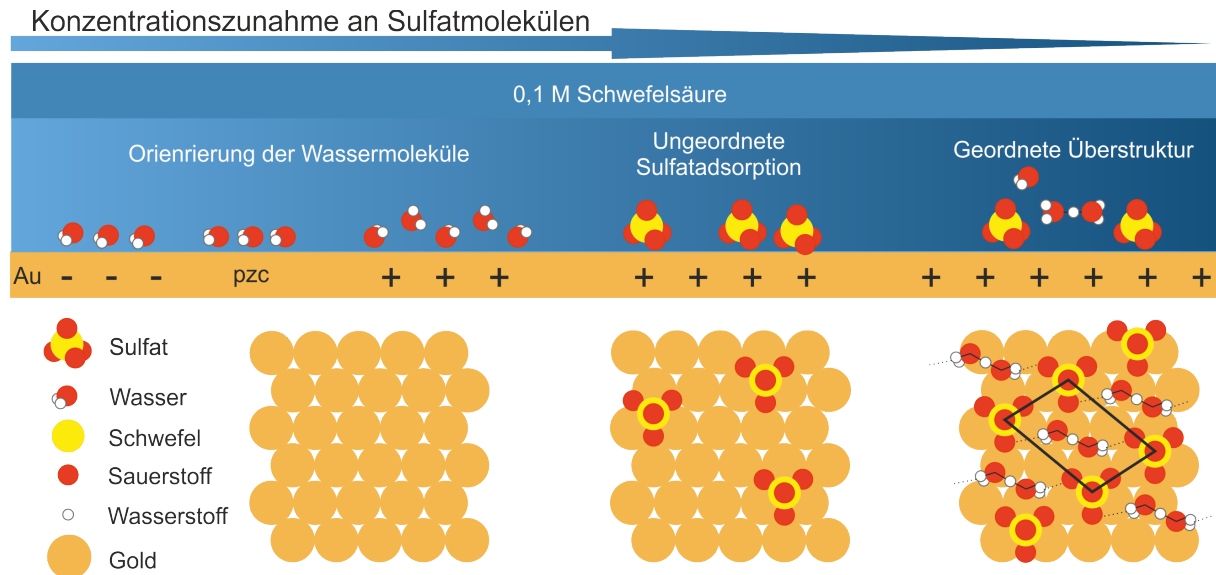 Konzentrationszunahme an Sulfatmolekülen
0,1 M Schwefelsäure
Orienrierung der Wassermoleküle
Ungeordnete
Sulfatadsorption
Geordnete Überstruktur
Au - - - pzc + + + + + + + + + + + + +
Sulfat
Wasser
Schwefel
Sauerstoff
Wasserstoff
Gold